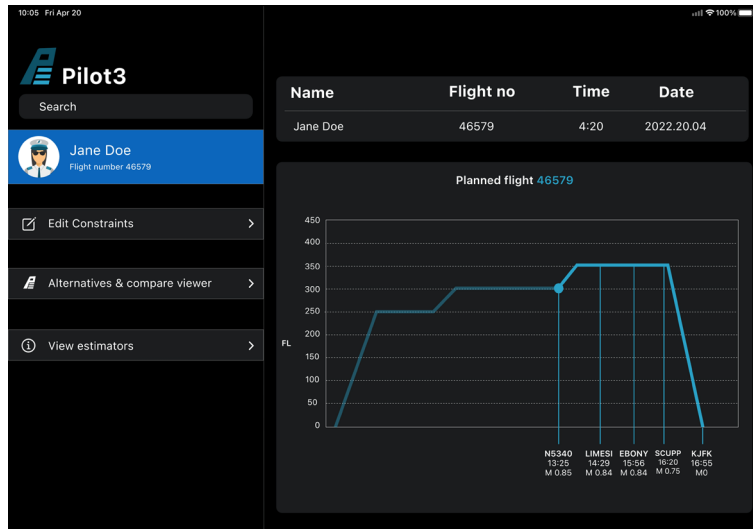 10:05 Fri Apr 20
100%
Pilot3
Search
Jane Doe
Flight number 46579
Edit Constraints
Alternatives & compare viewer
View estimators
Name Flight no Time Date
Jane Doe 46579 4:20 2022.20.04
Planned flight 46579
450
400
350
300
250
200
FL
150
100
50
0
N5340 LIMESI EBONY SCUPP KJFK
13:25 14:29 15:56 16:20 16:55
M 0.85 M 0.84 M 0.84 M 0.75 M0